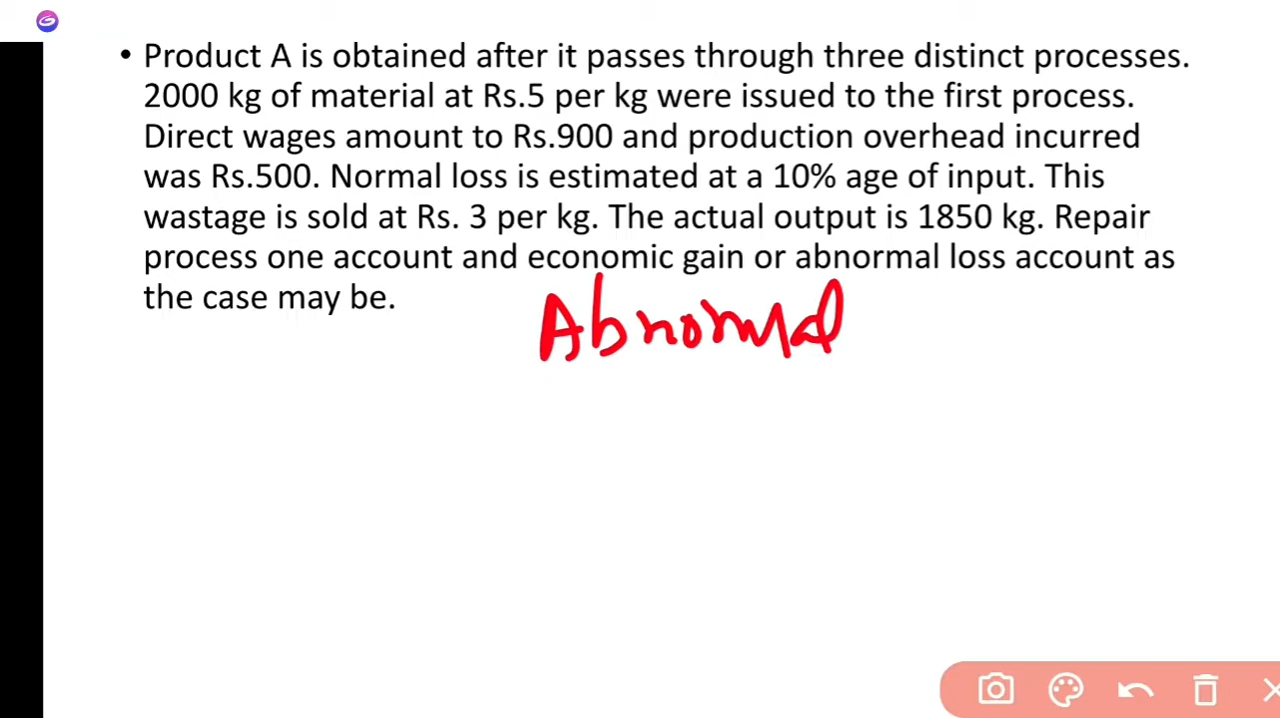 • Product A is obtained after it passes through three distinct processes.
2000 kg of material at Rs.5 per kg were issued to the first process.
Direct wages amount to Rs.900 and production overhead incurred
was Rs.500. Normal loss is estimated at a 10% age of input. This
wastage is sold at Rs. 3 per kg. The actual output is 1850 kg. Repair
process one account and economic gain or abnormal loss account as
the case may be.
Abnormal